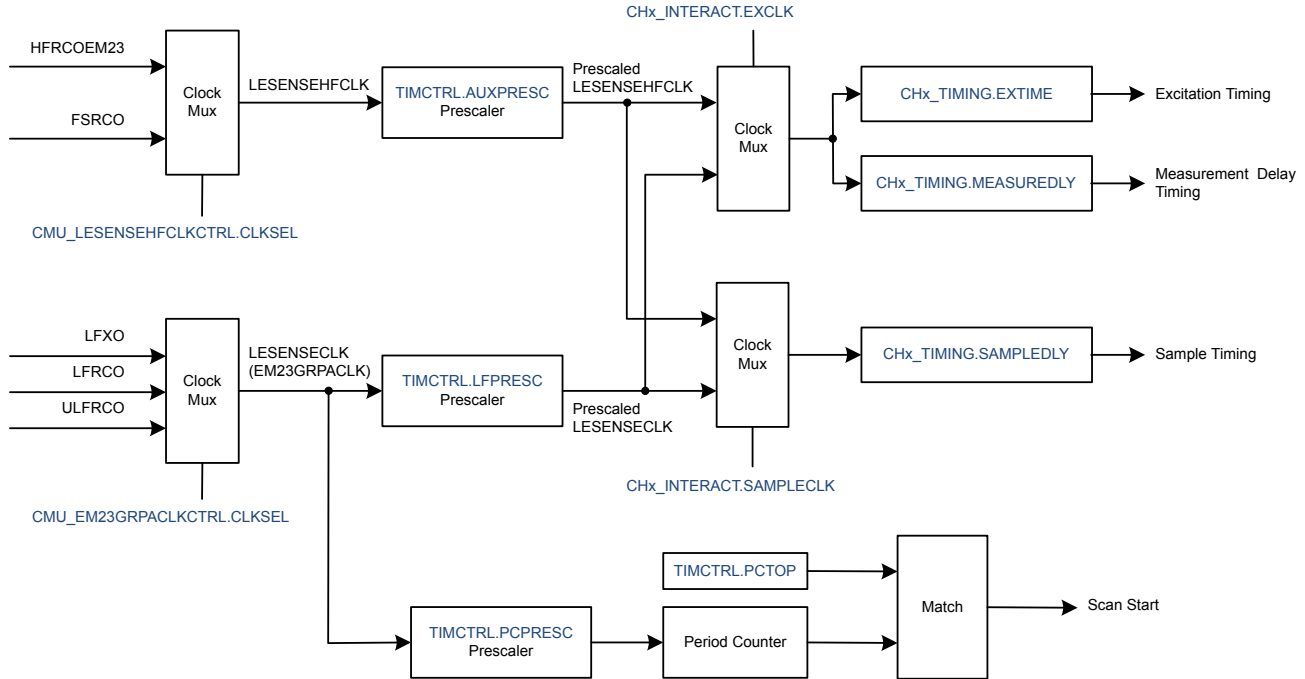 CHx_INTERACT.EXCLK
HFRCOEM23
Clock
Mux
LESENSEHFCLK
TIMCTRL.AUXPRESC
Prescaler
Prescaled
LESENSEHFCLK
Clock
Mux
CHx_TIMING.EXTIME
Excitation Timing
FSRCO
CHx_TIMING.MEASUREDLY
Measurement Delay
Timing
CMU_LESENSEHFCLKCTRL.CLKSEL
LFXO
LFRCO
ULFRCO
Clock
Mux
LESENSECLK
(EM23GRPACLK)
TIMCTRL.LFPRESC
Prescaler
Prescaled
LESENSECLK
Clock
Mux
CHx_TIMING.SAMPLEDLY
Sample Timing
CHx_INTERACT.SAMPLECLK
CMU_EM23GRPACLKCTRL.CLKSEL
TIMCTRL.PCTOP
Match
Scan Start
TIMCTRL.PCPRESC
Prescaler
Period Counter